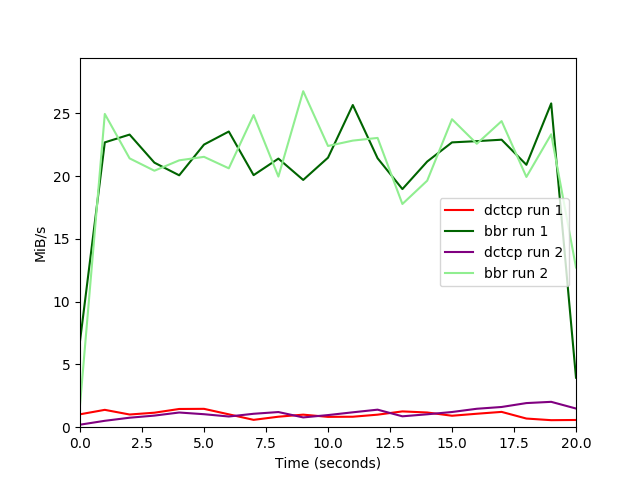 25
20
15
10
5
0
MiB/s
dctcp run 1
bbr run 1
dctcp run 2
bbr run 2
0.0 2.5 5.0 7.5 10.0 12.5 15.0 17.5 20.0
Time (seconds)